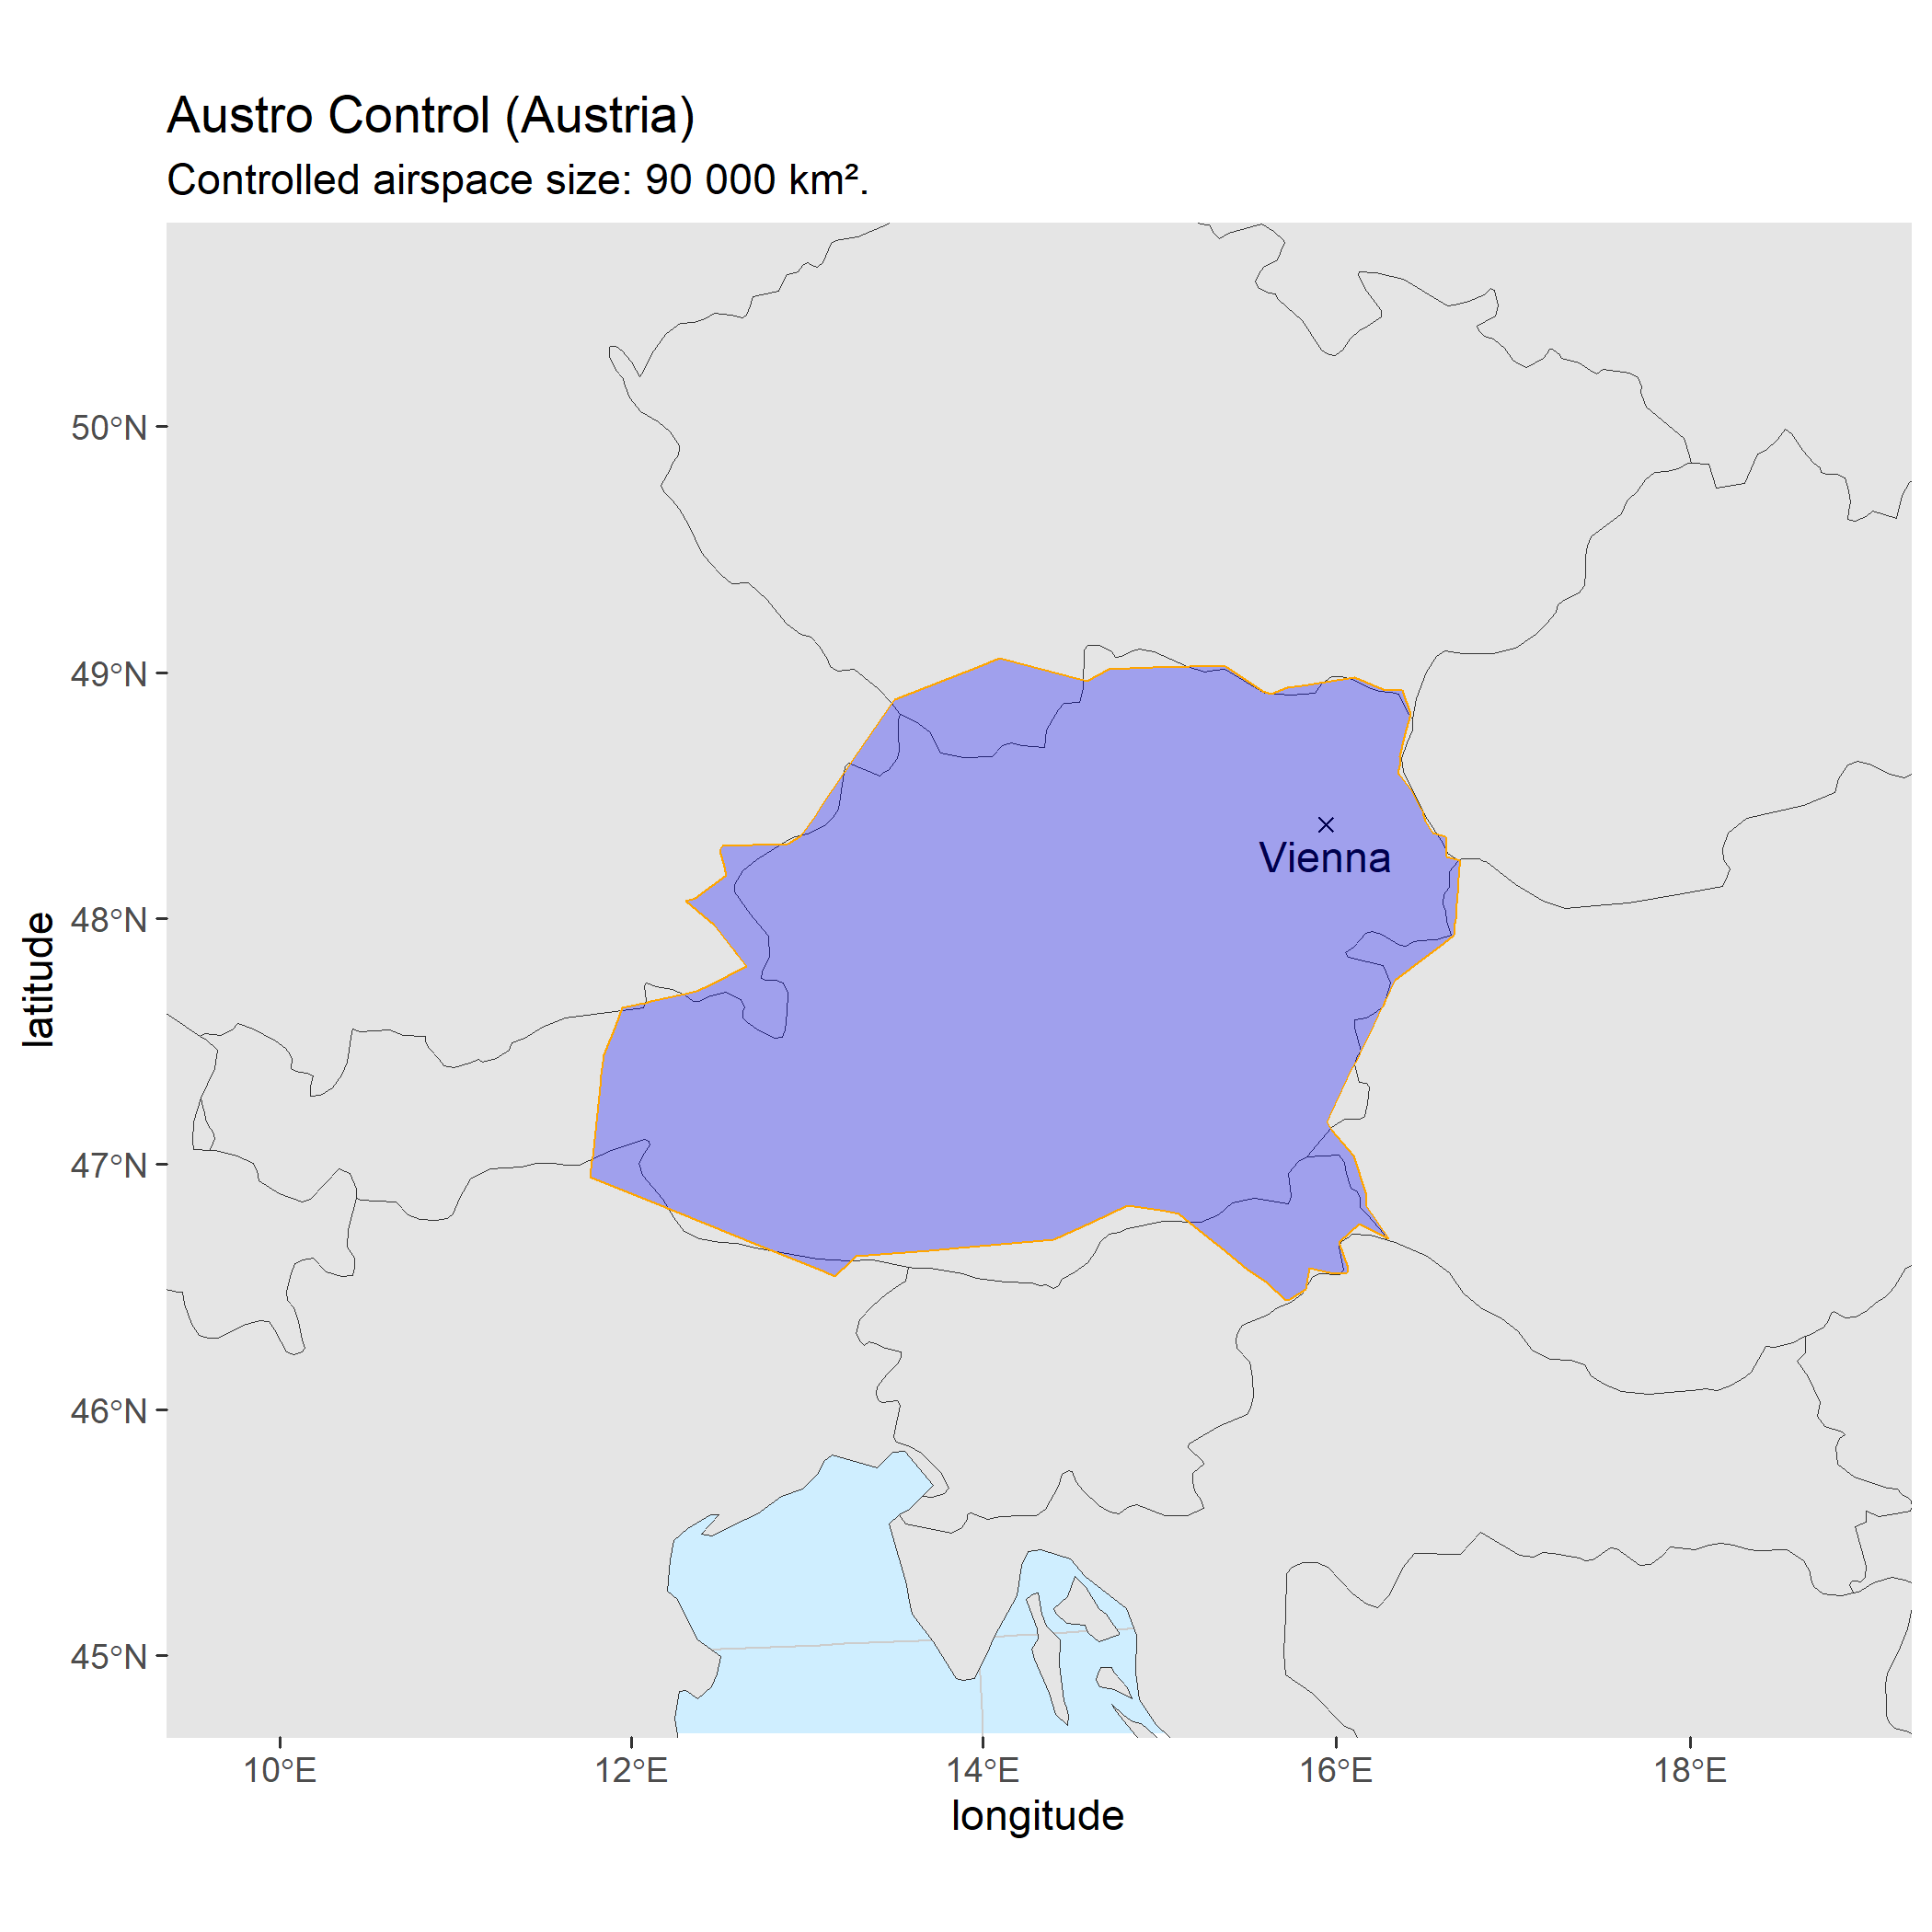 Austro Control (Austria)
Controlled airspace size: 90 000 km².
50°N
49°N
48°N
47°N
46°N
45°N
latitude
Vienna
10°E
12°E
14°E
16°E
18°E
longitude